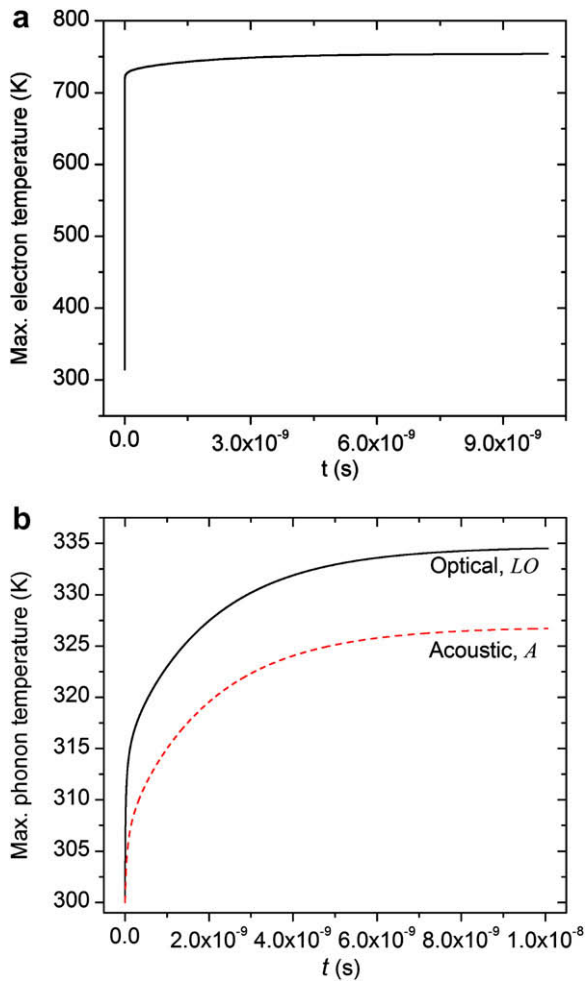 a
Max. electron temperature (K)
800
700
600
500
400
300
0.0 3.0x10⁻⁹ 6.0x10⁻⁹ 9.0x10⁻⁹
t (s)
b
Max. phonon temperature (K)
335
330
325
320
315
310
305
300
Optical, LO
Acoustic, A
0.0 2.0x10⁻⁹ 4.0x10⁻⁹ 6.0x10⁻⁹ 8.0x10⁻⁹ 1.0x10⁻⁸
t (s)